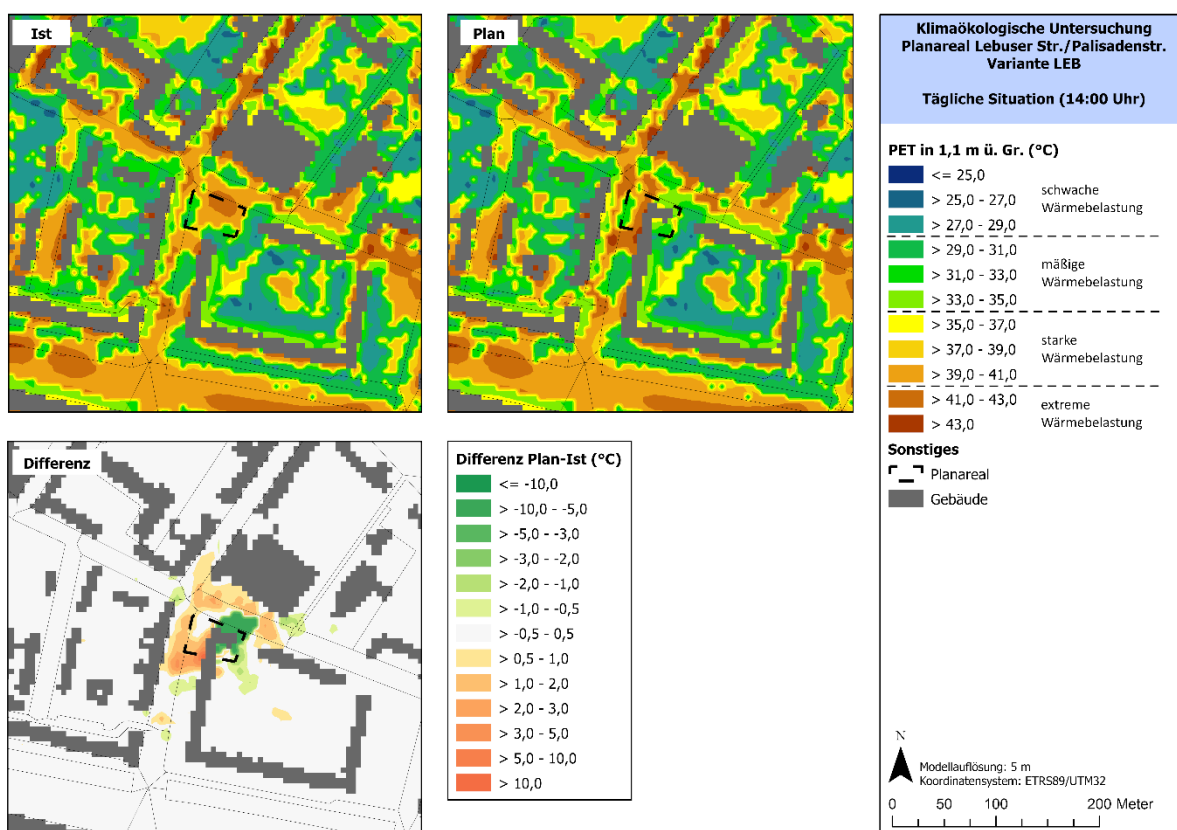 Ist
Plan
Klimaökologische Untersuchung
Planareal Lebuser Str./Palisadenstr.
Variante LEB
Tägliche Situation (14:00 Uhr)
PET in 1,1 m ü. Gr. (°C)
<= 25,0
> 25,0 - 27,0
> 27,0 - 29,0
schwache
Wärmebelastung
> 29,0 - 31,0
> 31,0 - 33,0
> 33,0 - 35,0
mäßige
Wärmebelastung
> 35,0 - 37,0
> 37,0 - 39,0
> 39,0 - 41,0
starke
Wärmebelastung
> 41,0 - 43,0
> 43,0
extreme
Wärmebelastung
Sonstiges
Planareal
Gebäude
Differenz
Differenz Plan-Ist (°C)
<= -10,0
> -10,0 - -5,0
> -5,0 - -3,0
> -3,0 - -2,0
> -2,0 - -1,0
> -1,0 - -0,5
> -0,5 - 0,5
> 0,5 - 1,0
> 1,0 - 2,0
> 2,0 - 3,0
> 3,0 - 5,0
> 5,0 - 10,0
> 10,0
N
Modellauflösung: 5 m
Koordinatensystem: ETRS89/UTM32
0 50 100 200 Meter